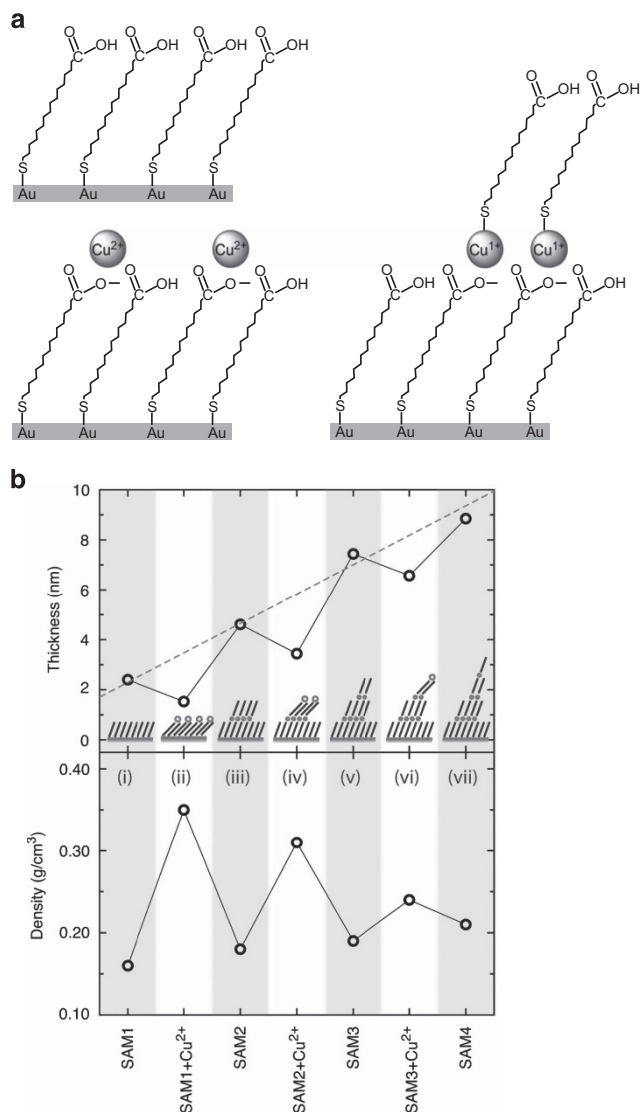 a
O O O O
C OH C OH C OH C OH
S S S S
Au Au Au Au
O O
C OH C OH
S S
Cu1+ Cu1+
Cu2+ Cu2+
O O O O
C O – C OH C O – C OH
S S S S
Au Au Au Au
O O O O
C OH C O – C O – C OH
S S S S
Au Au Au Au
b
Thickness (nm)
10
8
6
4
2
0
(i) (ii) (iii) (iv) (v) (vi) (vii)
Density (g/cm³)
0.40
0.30
0.20
0.10
SAM1
SAM1+Cu2+
SAM2
SAM2+Cu2+
SAM3
SAM3+Cu2+
SAM4